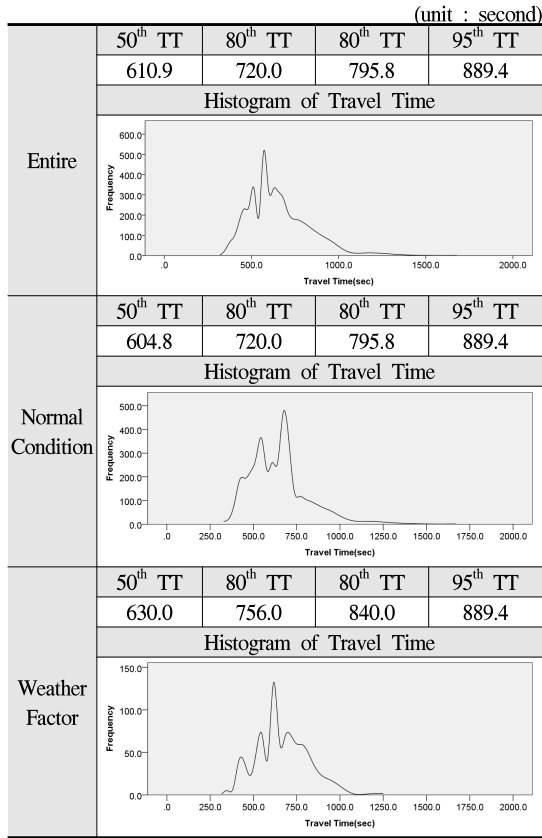 (unit : second)
50th TT 80th TT 80th TT 95th TT
610.9 720.0 795.8 889.4
Histogram of Travel Time
Entire
600.0
500.0
400.0
300.0
200.0
100.0
0.0
Frequency
.0 500.0 1000.0 1500.0 2000.0
Travel Time(sec)
50th TT 80th TT 80th TT 95th TT
604.8 720.0 795.8 889.4
Histogram of Travel Time
Normal
Condition
500.0
400.0
300.0
200.0
100.0
0.0
Frequency
.0 250.0 500.0 750.0 1000.0 1250.0 1500.0 1750.0 2000.0
Travel Time(sec)
50th TT 80th TT 80th TT 95th TT
630.0 756.0 840.0 889.4
Histogram of Travel Time
Weather
Factor
150.0
100.0
50.0
0.0
Frequency
.0 250.0 500.0 750.0 1000.0 1250.0 1500.0 1750.0 2000.0
Travel Time(sec)